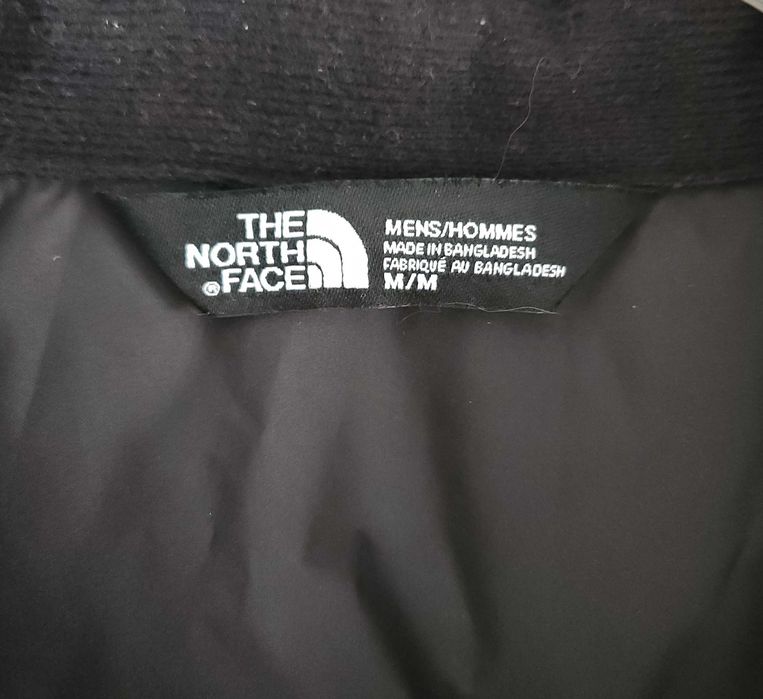 THE
NORTH
®FACE
MENS/HOMMES
MADE IN BANGLADESH
FABRIQUÉ AU BANGLADESH
M/M